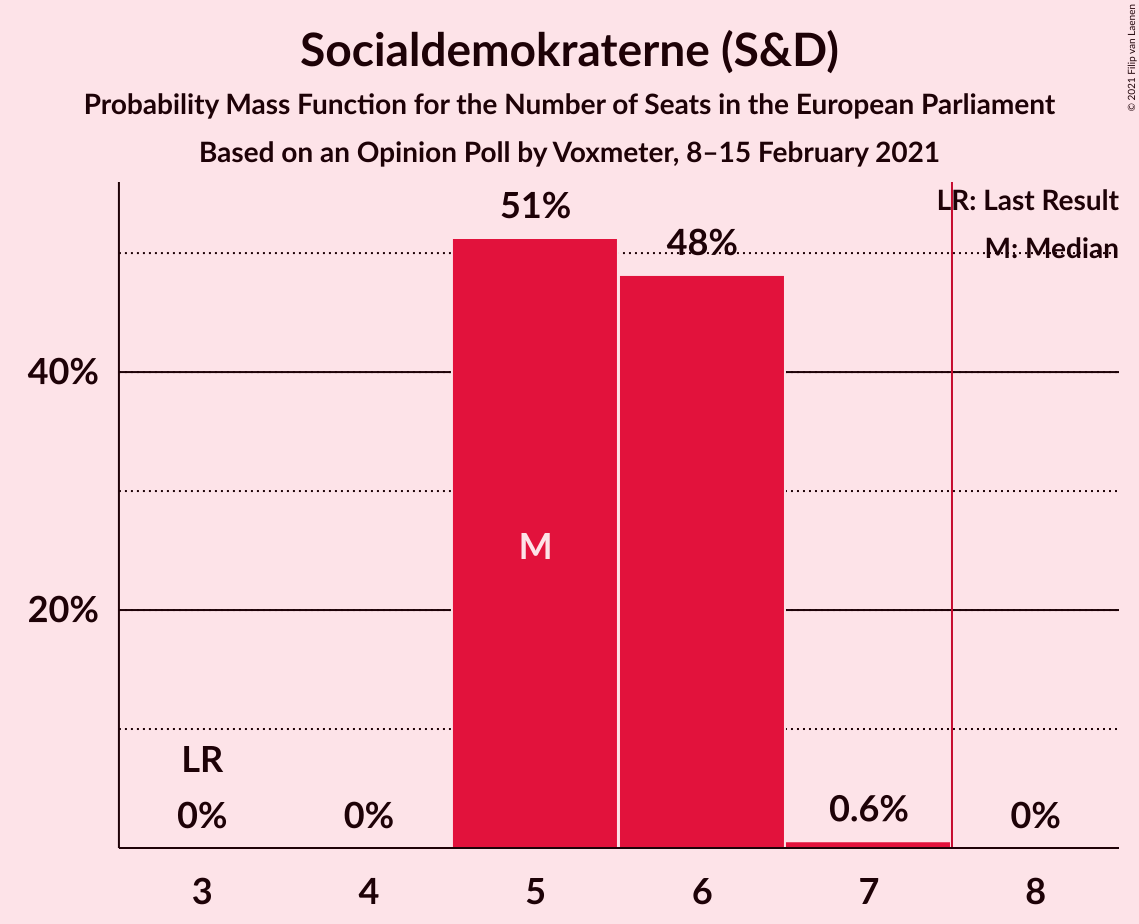 Socialdemokraterne (S&D)
Probability Mass Function for the Number of Seats in the European Parliament
Based on an Opinion Poll by Voxmeter, 8–15 February 2021
© 2021 Filip van Laenen
LR: Last Result
M: Median
51%
48%
40%
M
20%
LR
0%
0%
0.6%
0%
3
4
5
6
7
8